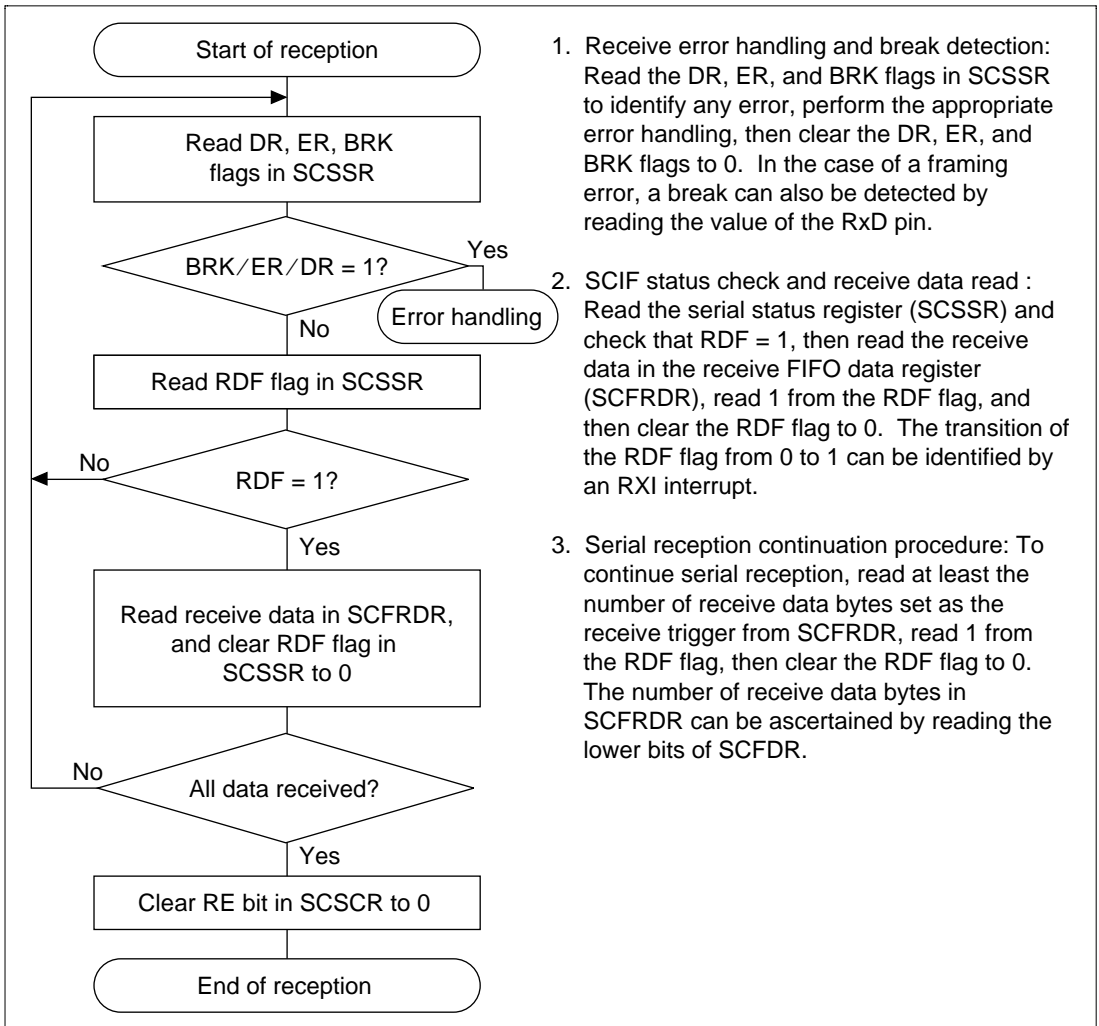 Start of reception
Read DR, ER, BRK
flags in SCSSR
BRK/ER/DR = 1?
Yes
Error handling
No
Read RDF flag in SCSSR
No
RDF = 1?
Yes
Read receive data in SCFRDR,
and clear RDF flag in
SCSSR to 0
No
All data received?
Yes
Clear RE bit in SCSCR to 0
End of reception
1. Receive error handling and break detection:
Read the DR, ER, and BRK flags in SCSSR
to identify any error, perform the appropriate
error handling, then clear the DR, ER, and
BRK flags to 0. In the case of a framing
error, a break can also be detected by
reading the value of the RxD pin.
2. SCIF status check and receive data read :
Read the serial status register (SCSSR) and
check that RDF = 1, then read the receive
data in the receive FIFO data register
(SCFRDR), read 1 from the RDF flag, and
then clear the RDF flag to 0. The transition of
the RDF flag from 0 to 1 can be identified by
an RXI interrupt.
3. Serial reception continuation procedure: To
continue serial reception, read at least the
number of receive data bytes set as the
receive trigger from SCFRDR, read 1 from
the RDF flag, then clear the RDF flag to 0.
The number of receive data bytes in
SCFRDR can be ascertained by reading the
lower bits of SCFDR.